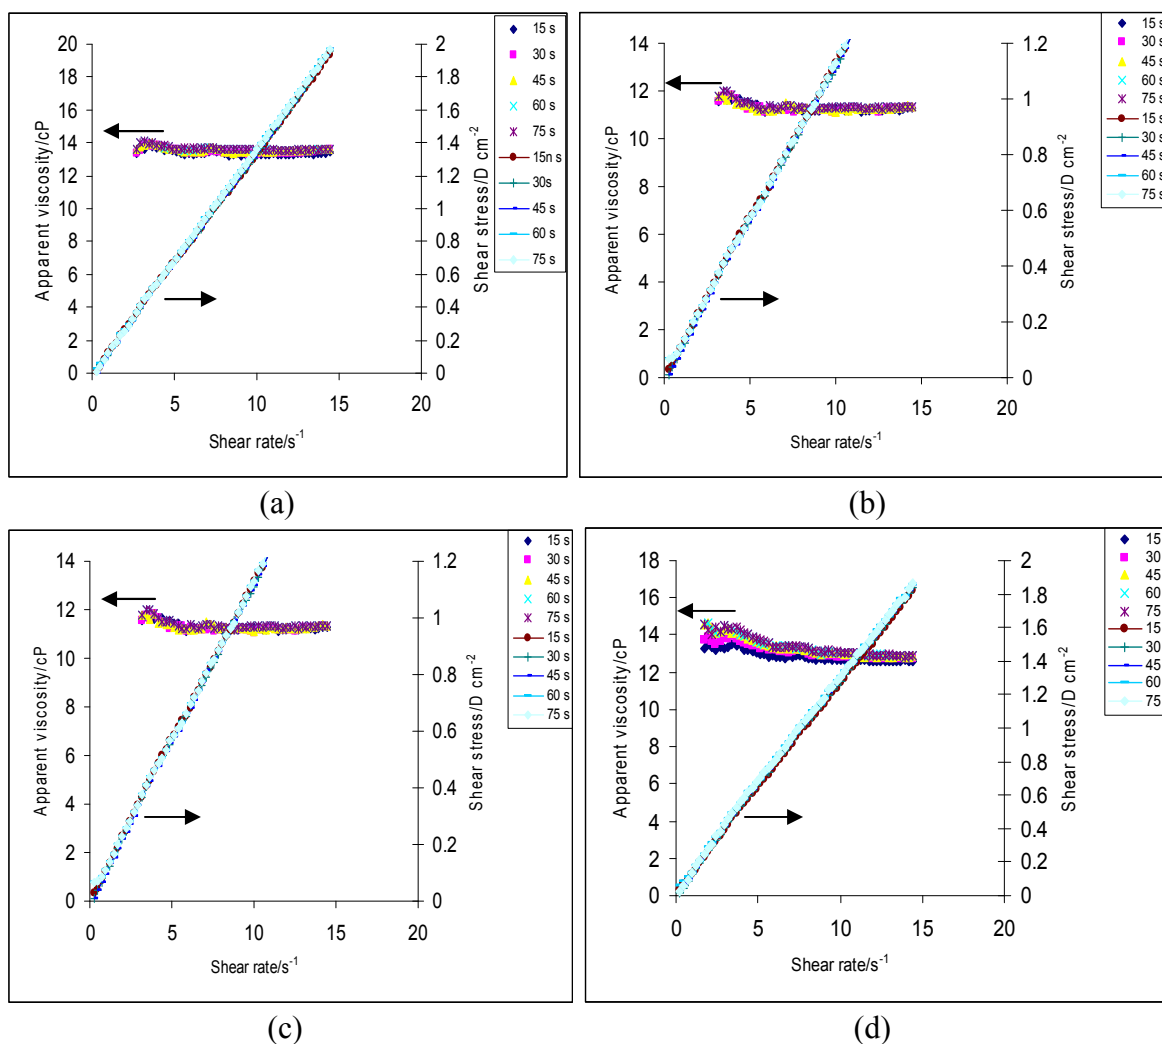 20
18
16
14
12
10
8
6
4
2
0
Apparent viscosity/cP
2
1.8
1.6
1.4
1.2
1
0.8
0.6
0.4
0.2
0
Shear stress/D cm-2
0 5 10 15 20
Shear rate/s-1
15 s
30 s
45 s
60 s
75 s
15n s
30s
45 s
60 s
75 s
(a)
14
12
10
8
6
4
2
0
Apparent viscosity/cP
1.2
1
0.8
0.6
0.4
0.2
0
Shear stress/D cm-2
0 5 10 15 20
Shear rate/s-1
15 s
30 s
45 s
60 s
75 s
15 s
30 s
45 s
60 s
75 s
(b)
14
12
10
8
6
4
2
0
Apparent viscosity/cP
1.2
1
0.8
0.6
0.4
0.2
0
Shear stress/D cm-2
0 5 10 15 20
Shear rate/s-1
15 s
30 s
45 s
60 s
75 s
15 s
30 s
45 s
60 s
75 s
(c)
18
16
14
12
10
8
6
4
2
0
Apparent viscosity/cP
2
1.8
1.6
1.4
1.2
1
0.8
0.6
0.4
0.2
0
Shear stress/D cm-2
0 5 10 15 20
Shear rate/s-1
15
30
45
60
75
15
30
45
60
75
(d)